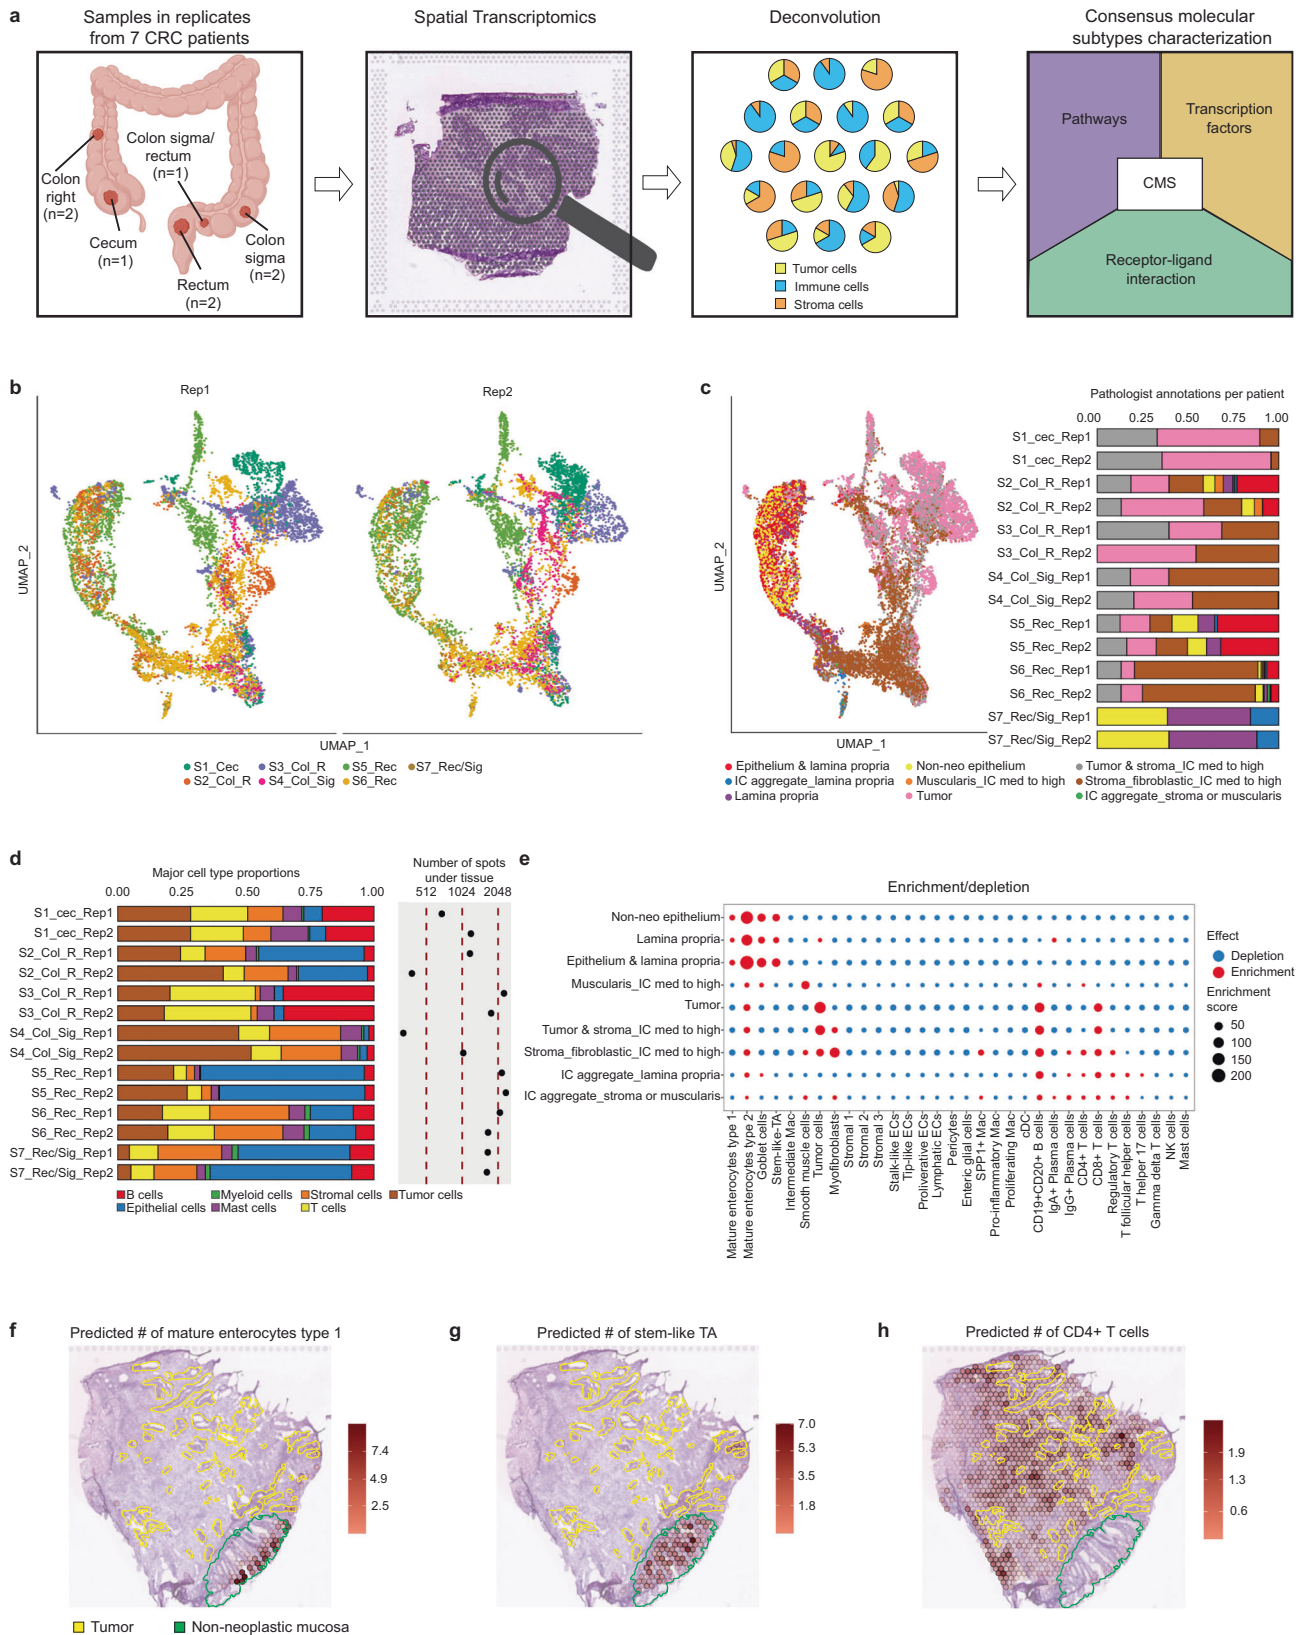 a
Samples in replicates
from 7 CRC patients
Spatial Transcriptomics
Deconvolution
Consensus molecular
subtypes characterization
Colon sigma/
rectum
(n=1)
Colon
right
(n=2)
Cecum
(n=1)
Rectum
(n=2)
Colon
sigma
(n=2)
Tumor cells
Immune cells
Stroma cells
Pathways
Transcription
factors
CMS
Receptor-ligand
interaction
b
Rep1
Rep2
UMAP_2
UMAP_1
S1_Cec
S3_Col_R
S5_Rec
S7_Rec/Sig
S2_Col_R
S4_Col_Sig
S6_Rec
c
Pathologist annotations per patient
0.00 0.25 0.50 0.75 1.00
S1_cec_Rep1
S1_cec_Rep2
S2_Col_R_Rep1
S2_Col_R_Rep2
S3_Col_R_Rep1
S3_Col_R_Rep2
S4_Col_Sig_Rep1
S4_Col_Sig_Rep2
S5_Rec_Rep1
S5_Rec_Rep2
S6_Rec_Rep1
S6_Rec_Rep2
S7_Rec/Sig_Rep1
S7_Rec/Sig_Rep2
UMAP_2
UMAP_1
Epithelium & lamina propria
Non-neo epithelium
Tumor & stroma_IC med to high
IC aggregate_lamina propria
Muscularis_IC med to high
Stroma_fibroblastic_IC med to high
Lamina propria
Tumor
IC aggregate_stroma or muscularis
d
Major cell type proportions
0.00 0.25 0.50 0.75 1.00
Number of spots
under tissue
512 1024 2048
S1_cec_Rep1
S1_cec_Rep2
S2_Col_R_Rep1
S2_Col_R_Rep2
S3_Col_R_Rep1
S3_Col_R_Rep2
S4_Col_Sig_Rep1
S4_Col_Sig_Rep2
S5_Rec_Rep1
S5_Rec_Rep2
S6_Rec_Rep1
S6_Rec_Rep2
S7_Rec/Sig_Rep1
S7_Rec/Sig_Rep2
B cells
Myeloid cells
Stromal cells
Tumor cells
Epithelial cells
Mast cells
T cells
e
Enrichment/depletion
Non-neo epithelium
Lamina propria
Epithelium & lamina propria
Muscularis_IC med to high
Tumor
Tumor & stroma_IC med to high
Stroma_fibroblastic_IC med to high
IC aggregate_lamina propria
IC aggregate_stroma or muscularis
Mature enterocytes type 1
Mature enterocytes type 2
Goblet cells
Stem-like-TA
Intermediate Mac
Smooth muscle cells
Tumor cells
Myofibroblasts
Stromal 1
Stromal 2
Stromal 3
Stalk-like ECs
Tip-like ECs
Proliverative ECs
Lymphatic ECs
Pericytes
Enteric glial cells
SPP1+ Mac
Pro-inflammatory Mac
Proliferating Mac
cDC
CD19+CD20+ B cells
IgA+ Plasma cells
IgG+ Plasma cells
CD4+ T cells
CD8+ T cells
Regulatory T cells
T follicular helper cells
T helper 17 cells
Gamma delta T cells
NK cells
Mast cells
Effect
Depletion
Enrichment
Enrichment
score
50
100
150
200
f
Predicted # of mature enterocytes type 1
7.4
4.9
2.5
Tumor
Non-neoplastic mucosa
g
Predicted # of stem-like TA
7.0
5.3
3.5
1.8
h
Predicted # of CD4+ T cells
1.9
1.3
0.6